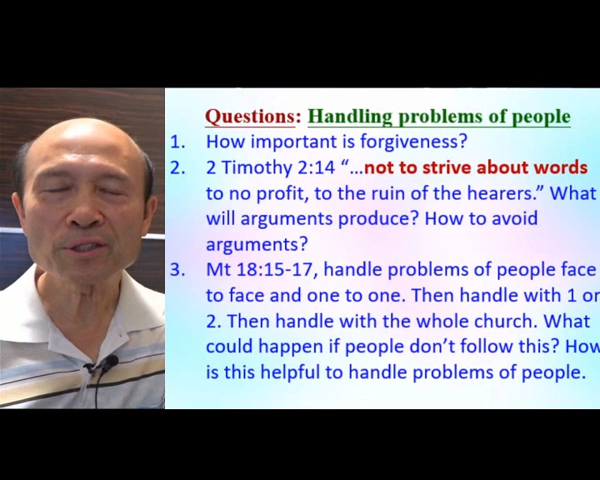 Questions: Handling problems of people
1. How important is forgiveness?
2. 2 Timothy 2:14 “…not to strive about words
to no profit, to the ruin of the hearers.” What
will arguments produce? How to avoid
arguments?
3. Mt 18:15-17, handle problems of people face
to face and one to one. Then handle with 1 or
2. Then handle with the whole church. What
could happen if people don’t follow this? How
is this helpful to handle problems of people.